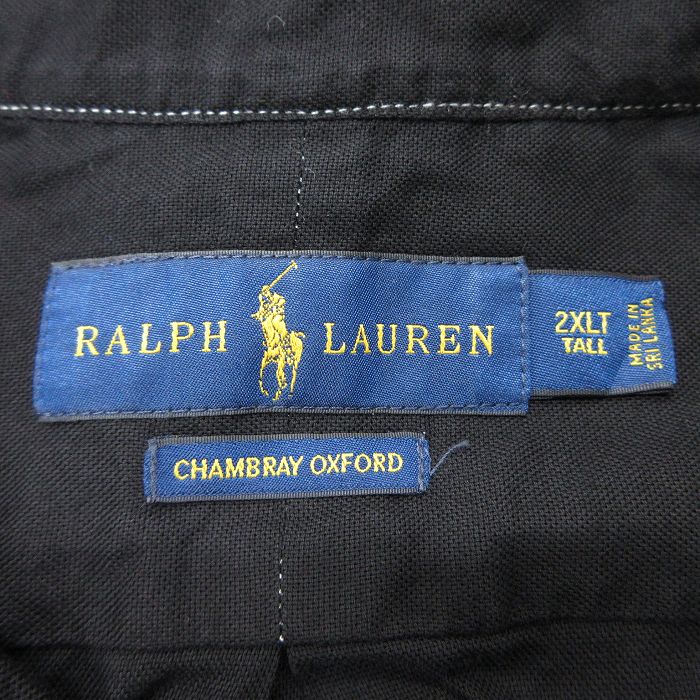 RALPH LAUREN
2XLT
TALL
MADE IN
SRI LANKA
CHAMBRAY OXFORD